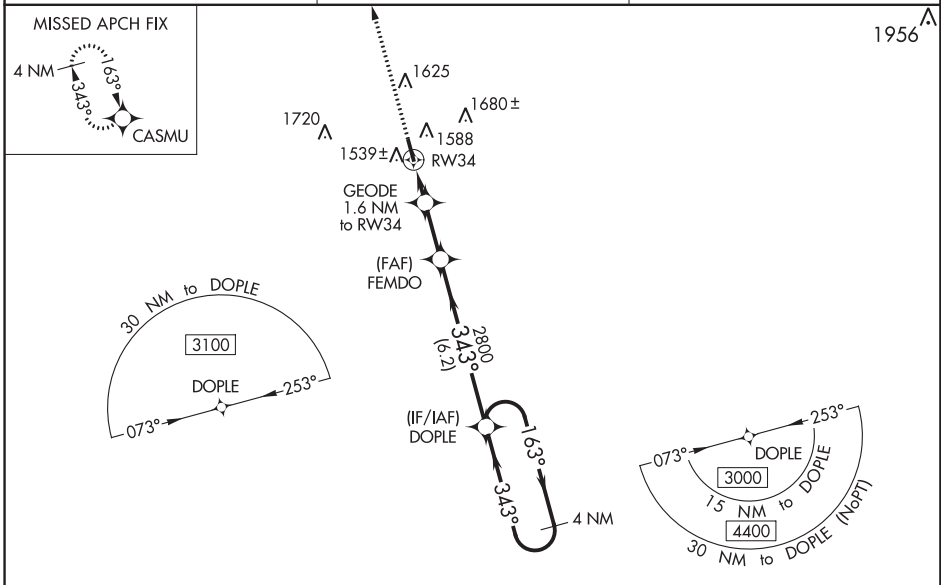 MISSED APCH FIX
4 NM
163°
343°
CASMU
1956
1625
1680±
1720
1588
1539±
RW34
GEODE
1.6 NM
to RW34
(FAF)
FEMDO
30 NM to DOPLE
3100
DOPLE
073°
253°
2800
343°
(6.2)
(IF/IAF)
DOPLE
163°
343°
4 NM
073°
253°
DOPLE
3000
15 NM to DOPLE
4400
30 NM to DOPLE (NoPT)